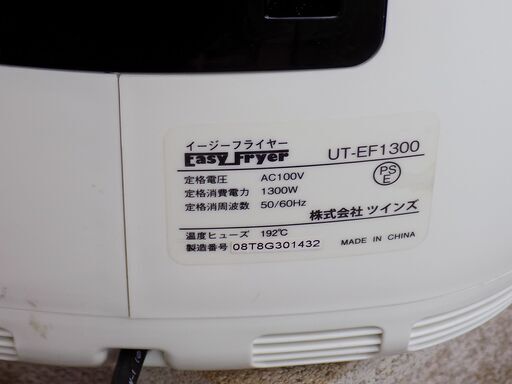 イージーフライヤー
Easy Fryer UT-EF1300
定格電圧 AC100V
定格消費電力 1300W
定格消周波数 50/60Hz
PSE
株式会社 ツインズ
温度ヒューズ 192℃
製造番号 08T8G301432
MADE IN CHINA